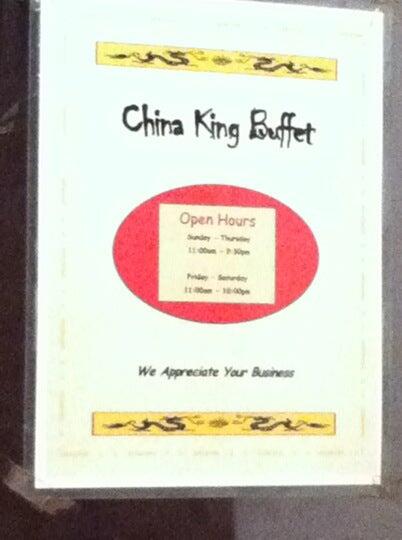 China King Buffet
Open Hours
Sunday - Thursday
11:00am - 9:30pm
Friday - Saturday
11:00am - 10:00pm
We Appreciate Your Business